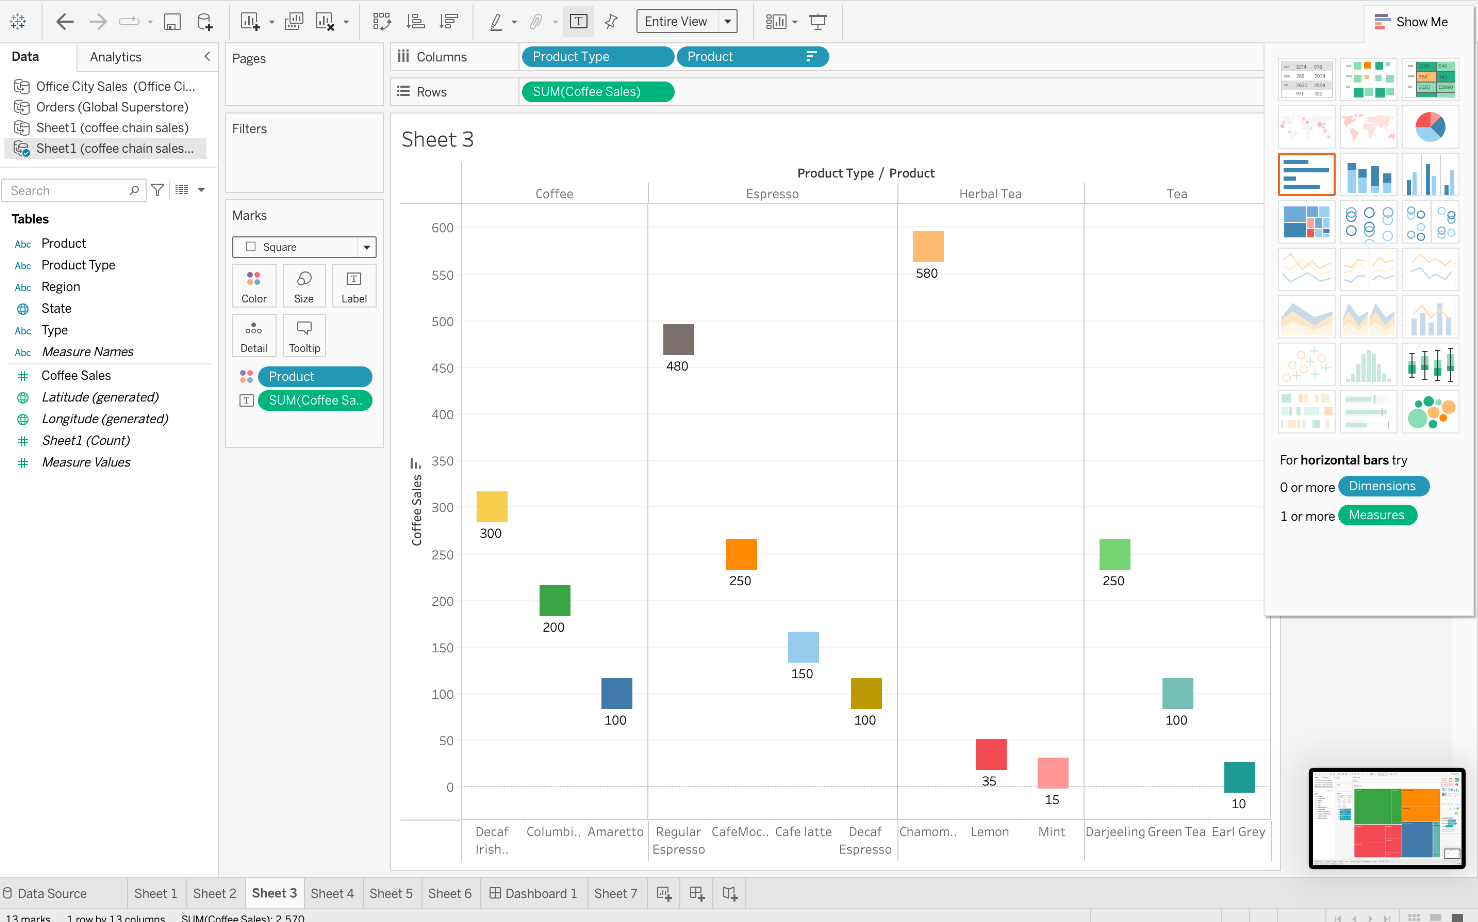 Entire View
Show Me
Data
Analytics
Office City Sales (Office Ci...
Orders (Global Superstore)
Sheet1 (coffee chain sales)
Sheet1 (coffee chain sales...
Search
Tables
Abc Product
Abc Product Type
Abc Region
State
Abc Type
Abc Measure Names
Coffee Sales
Latitude (generated)
Longitude (generated)
Sheet1 (Count)
Measure Values
Pages
Filters
Marks
Square
Color Size Label
Detail Tooltip
Product
SUM(Coffee Sa..
Columns Product Type Product
Rows SUM(Coffee Sales)
Sheet 3
Product Type / Product
Coffee Espresso Herbal Tea Tea
Coffee Sales
600
550
500
450
400
350
300
250
200
150
100
50
0
300
200
100
480
250
150
100
580
35
15
250
100
10
Decaf Irish..
Columbi..
Amaretto
Regular Espresso
CafeMoc..
Cafe latte
Decaf Espresso
Chamom..
Lemon
Mint
Darjeeling
Green Tea
Earl Grey
For horizontal bars try
0 or more Dimensions
1 or more Measures
Data Source Sheet 1 Sheet 2 Sheet 3 Sheet 4 Sheet 5 Sheet 6 Dashboard 1 Sheet 7
13 marks 1 row by 13 columns SUM(Coffee Sales): 2,570